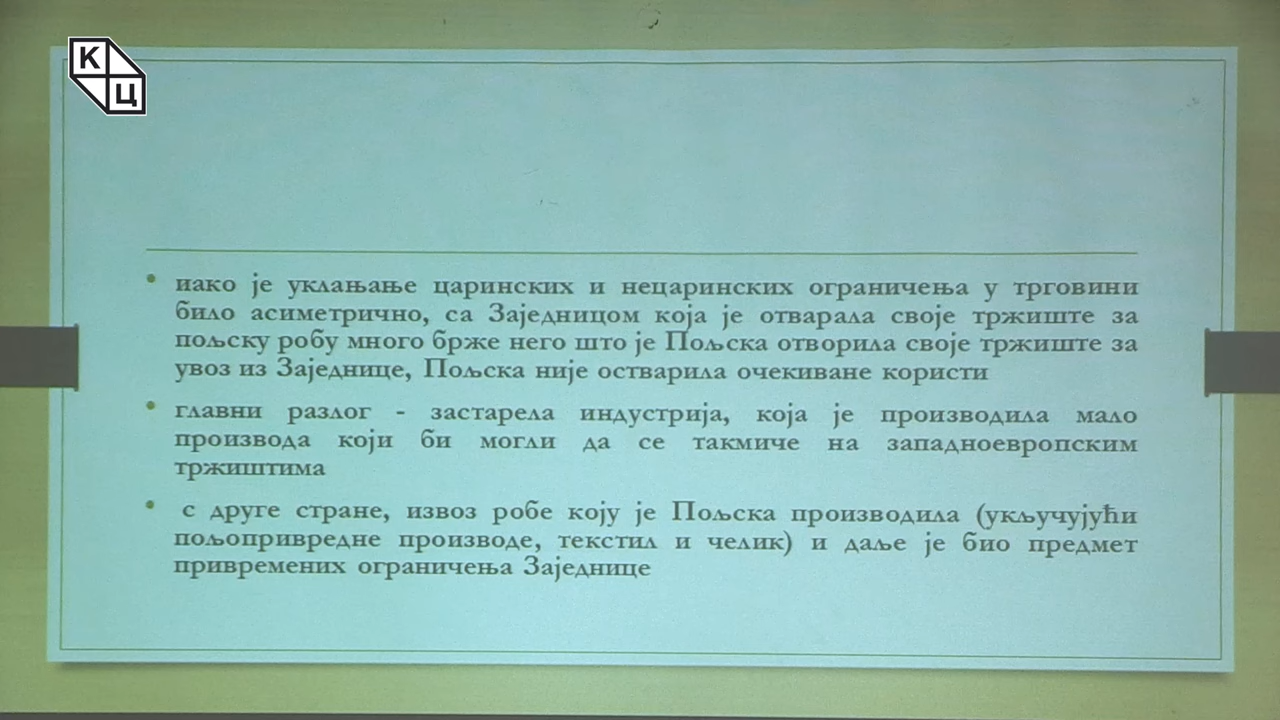 К
Ц
• иако је уклањање царинских и нецаринских ограничења у трговини
било асиметрично, са Заједницом која је отварала своје тржиште за
пољску робу много брже него што је Пољска отворила своје тржиште за
увоз из Заједнице, Пољска није остварила очекиване користи
• главни разлог - застарела индустрија, која је производила мало
производа који би могли да се такмиче на западноевропским
тржиштима
• с друге стране, извоз робе коју је Пољска производила (укључујући
пољопривредне производе, текстил и челик) и даље је био предмет
привремених ограничења Заједнице